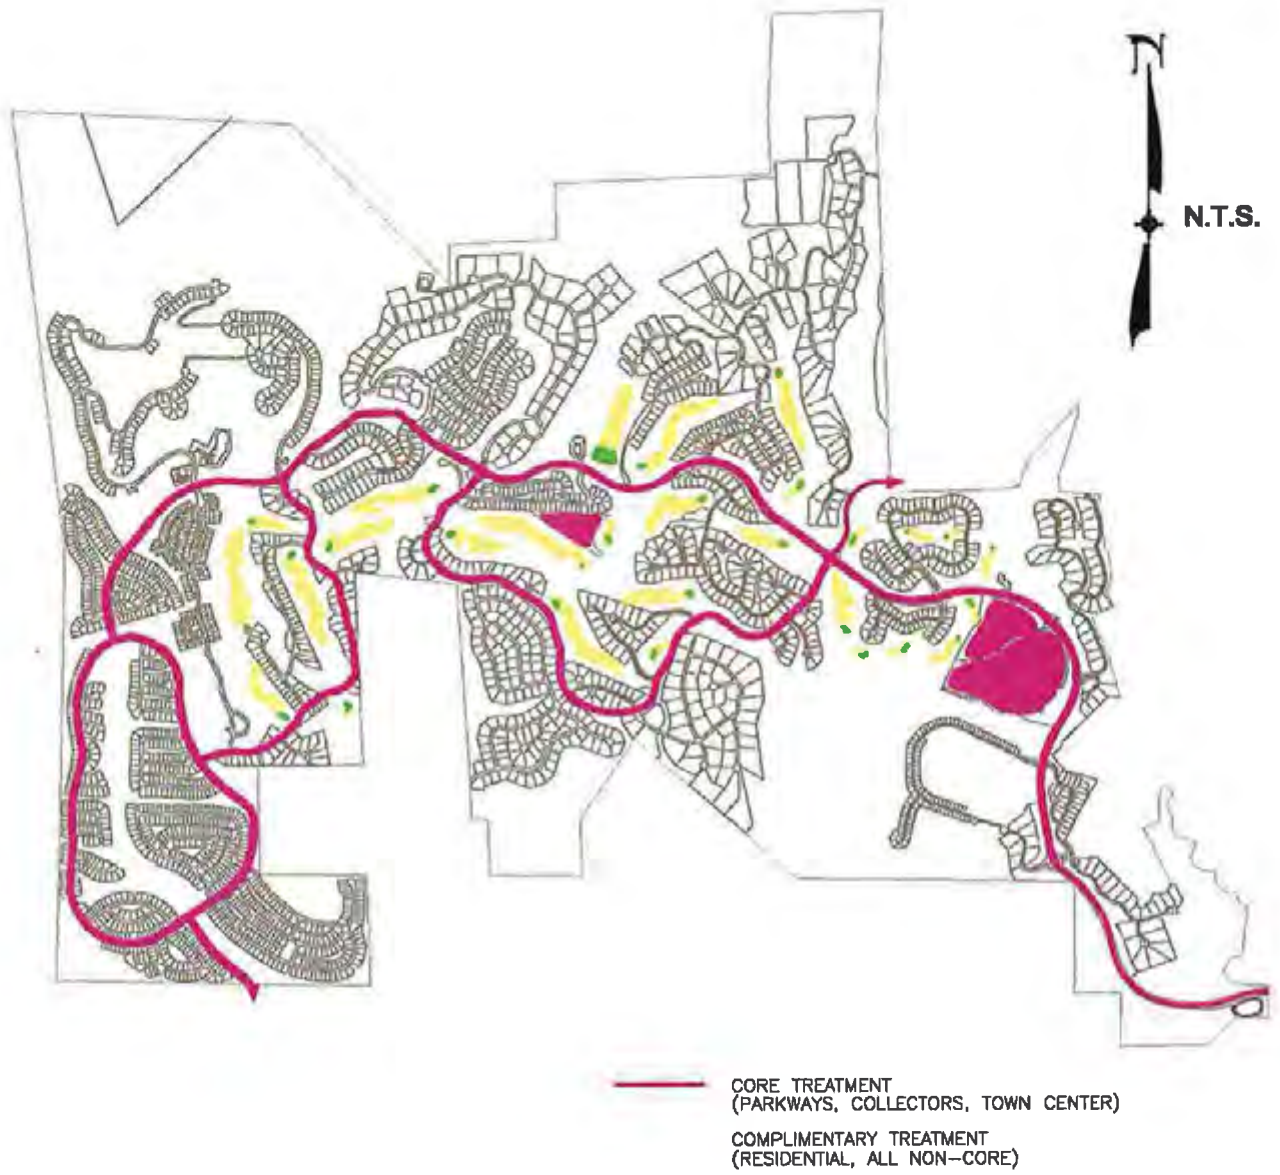 N
N.T.S.
CORE TREATMENT
(PARKWAYS, COLLECTORS, TOWN CENTER)
COMPLIMENTARY TREATMENT
(RESIDENTIAL, ALL NON-CORE)